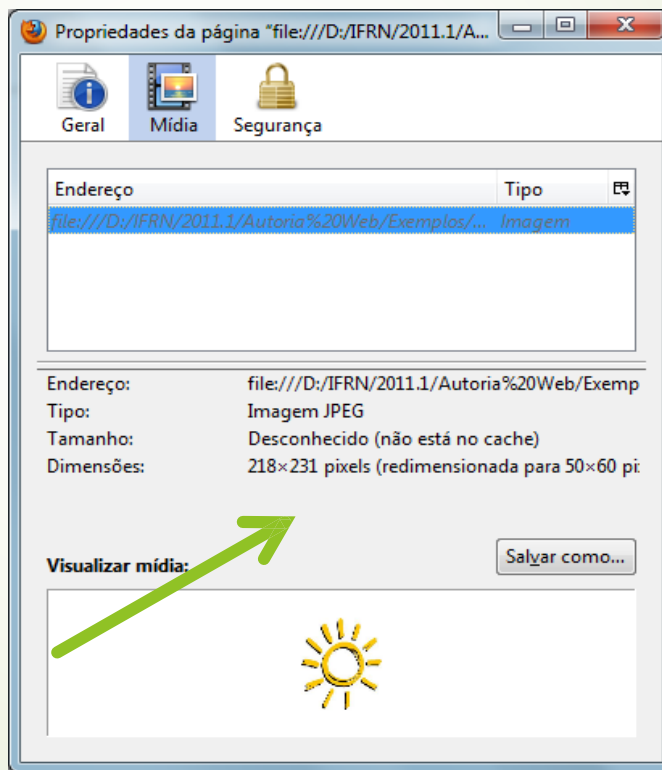 Propriedades da página "file:///D:/IFRN/2011.1/A...
Geral Mídia Segurança
Endereço Tipo
file:///D:/IFRN/2011.1/Autoria%20Web/Exemplos/... Imagem
Endereço: file:///D:/IFRN/2011.1/Autoria%20Web/Exemp
Tipo: Imagem JPEG
Tamanho: Desconhecido (não está no cache)
Dimensões: 218×231 pixels (redimensionada para 50×60 pi
Visualizar mídia: Salvar como...